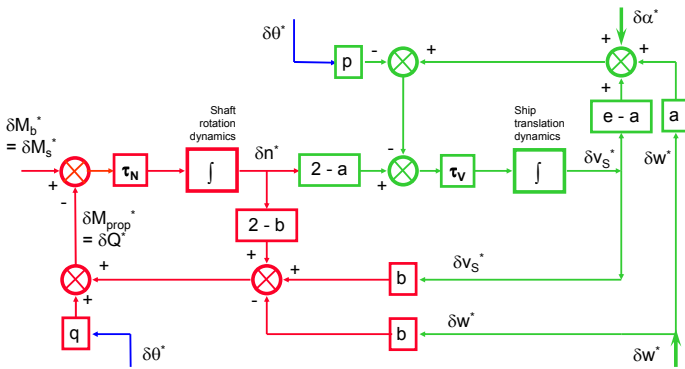 δθ*
δα*
p
-
+
+
+
+
e - a
a
δM_b*
= δM_s*
Shaft
rotation
dynamics
δn*
-
Ship
translation
dynamics
δv_S*
δw*
+
-
τ_N
∫
2 - a
+
τ_V
∫
δM_prop*
= δQ*
2 - b
+
+
+
-
+
b
δv_S*
q
b
δw*
δθ*
δw*